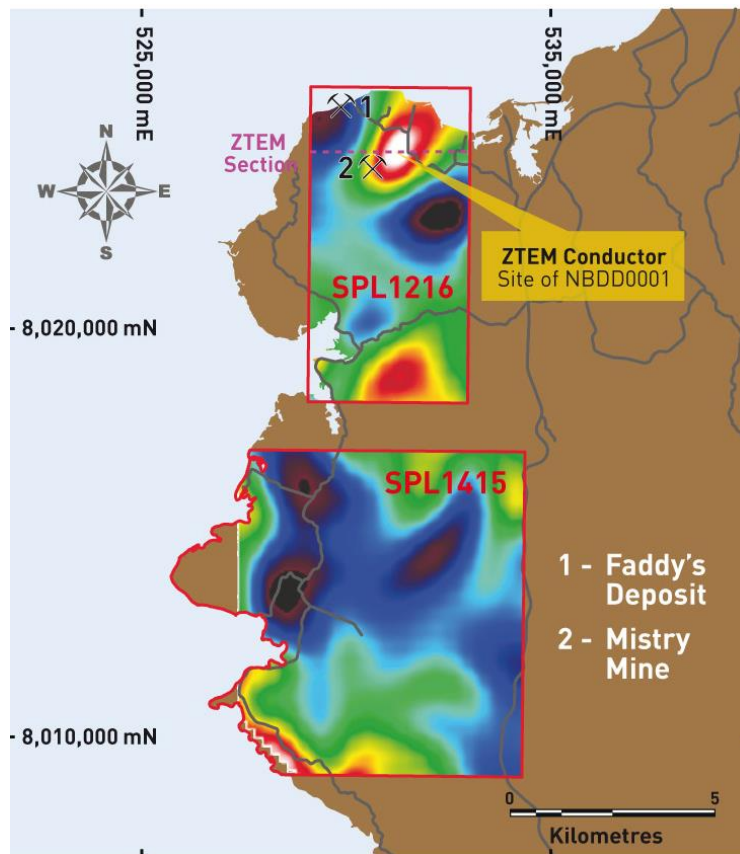 525,000 mE
535,000 mE
1
N
W E
S
ZTEM
Section
2
ZTEM Conductor
Site of NBDD0001
SPL1216
8,020,000 mN
SPL1415
1 - Faddy's
Deposit
2 - Mistry
Mine
8,010,000 mN
0 5
Kilometres